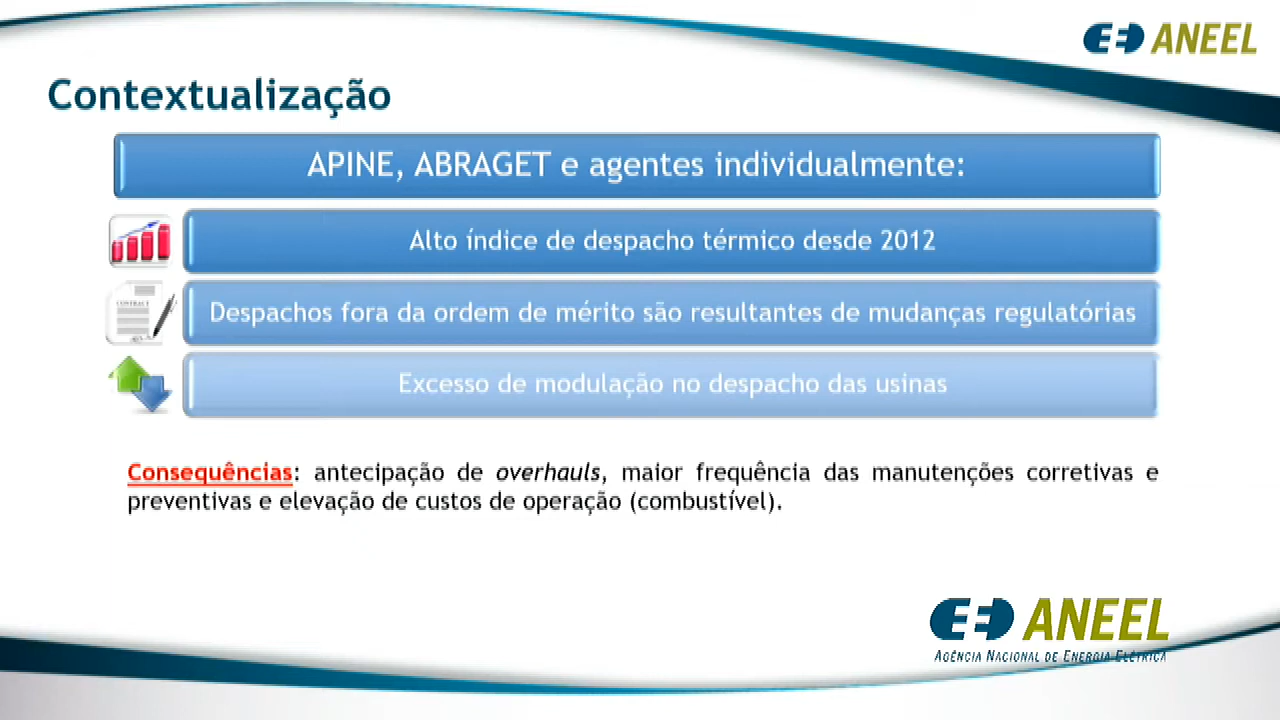 ANEEL
Contextualização
APINE, ABRAGET e agentes individualmente:
Alto índice de despacho térmico desde 2012
CONTRACT
Despachos fora da ordem de mérito são resultantes de mudanças regulatórias
Excesso de modulação no despacho das usinas
Consequências: antecipação de overhauls, maior frequência das manutenções corretivas e
preventivas e elevação de custos de operação (combustível).
ANEEL
AGÊNCIA NACIONAL DE ENERGIA ELÉTRICA